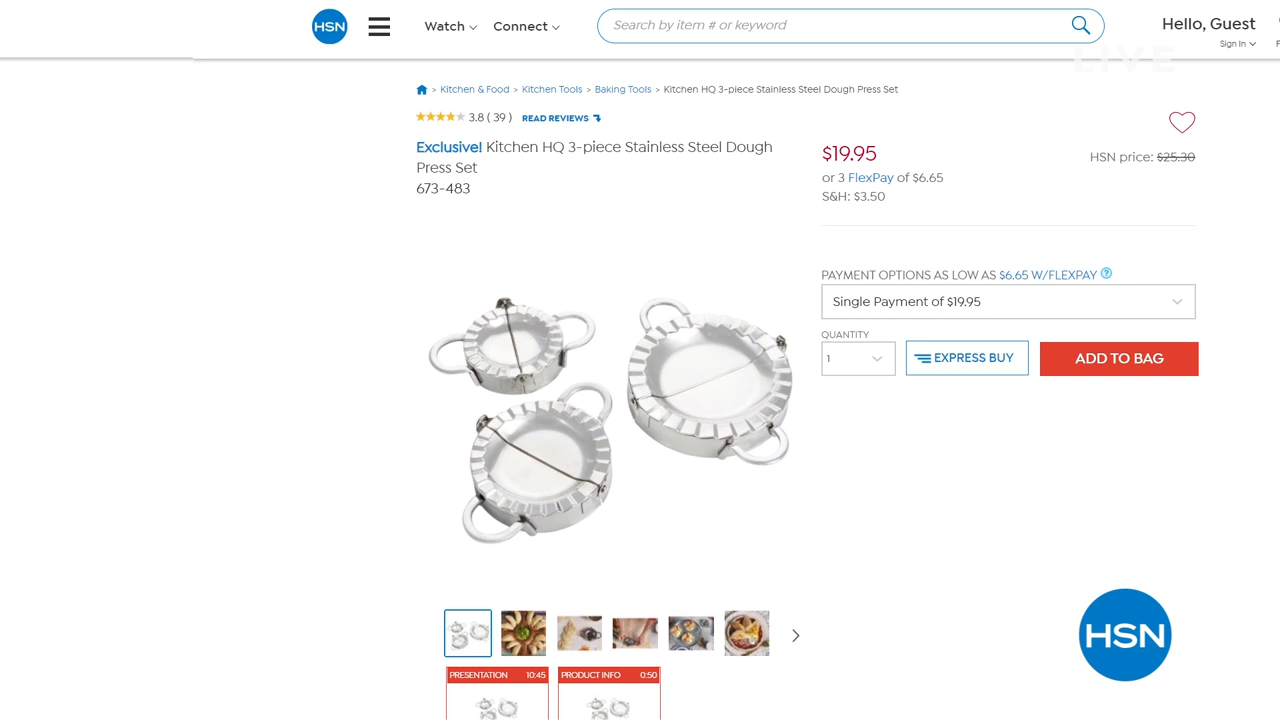 HSN
Watch
Connect
Search by item # or keyword
Hello, Guest
Sign In
LIVE
> Kitchen & Food > Kitchen Tools > Baking Tools > Kitchen HQ 3-piece Stainless Steel Dough Press Set
3.8 ( 39 ) READ REVIEWS
Exclusive! Kitchen HQ 3-piece Stainless Steel Dough
Press Set
673-483
$19.95
HSN price: $25.30
or 3 FlexPay of $6.65
S&H: $3.50
PAYMENT OPTIONS AS LOW AS $6.65 W/FLEXPAY ?
Single Payment of $19.95
QUANTITY
1
EXPRESS BUY
ADD TO BAG
PRESENTATION 10:45
PRODUCT INFO 0:50
HSN